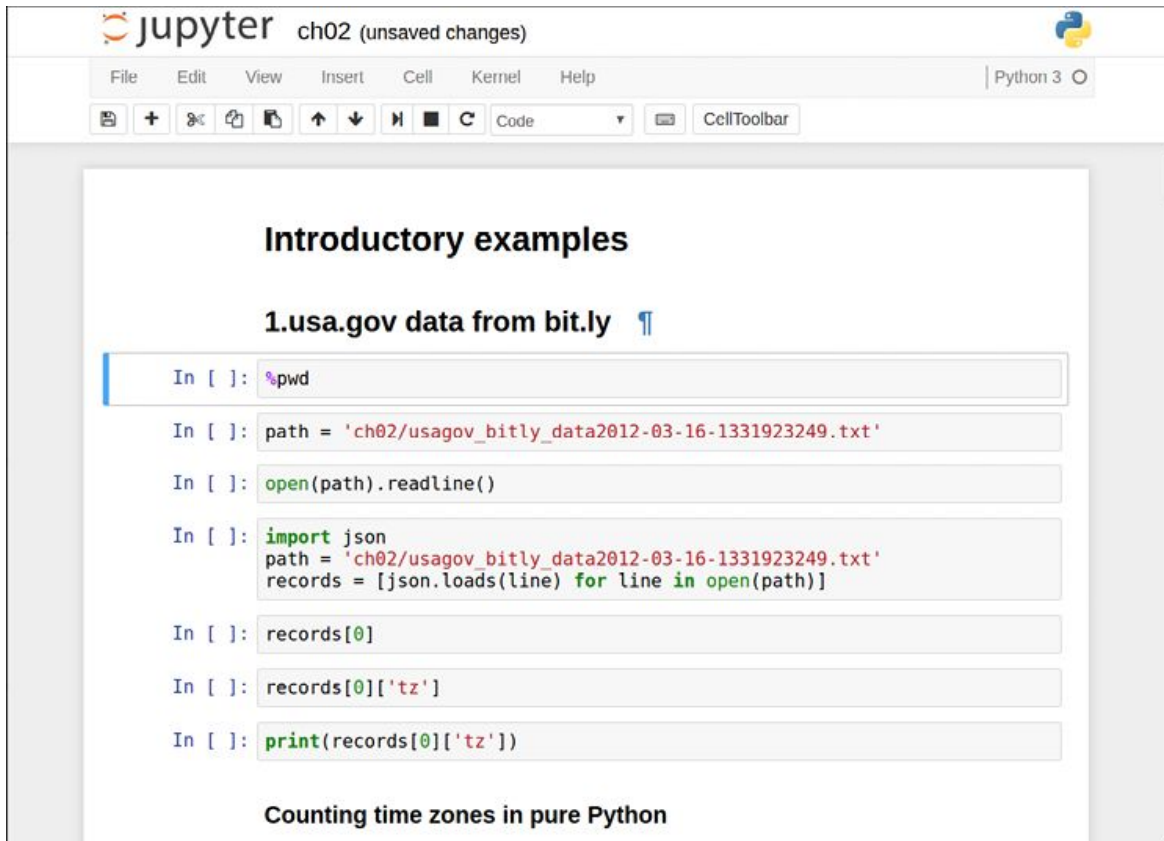 jupyter ch02 (unsaved changes)
File Edit View Insert Cell Kernel Help Python 3
Code CellToolbar
Introductory examples
1.usa.gov data from bit.ly ¶
In [ ]: %pwd
In [ ]: path = 'ch02/usagov_bitly_data2012-03-16-1331923249.txt'
In [ ]: open(path).readline()
In [ ]: import json
path = 'ch02/usagov_bitly_data2012-03-16-1331923249.txt'
records = [json.loads(line) for line in open(path)]
In [ ]: records[0]
In [ ]: records[0]['tz']
In [ ]: print(records[0]['tz'])
Counting time zones in pure Python